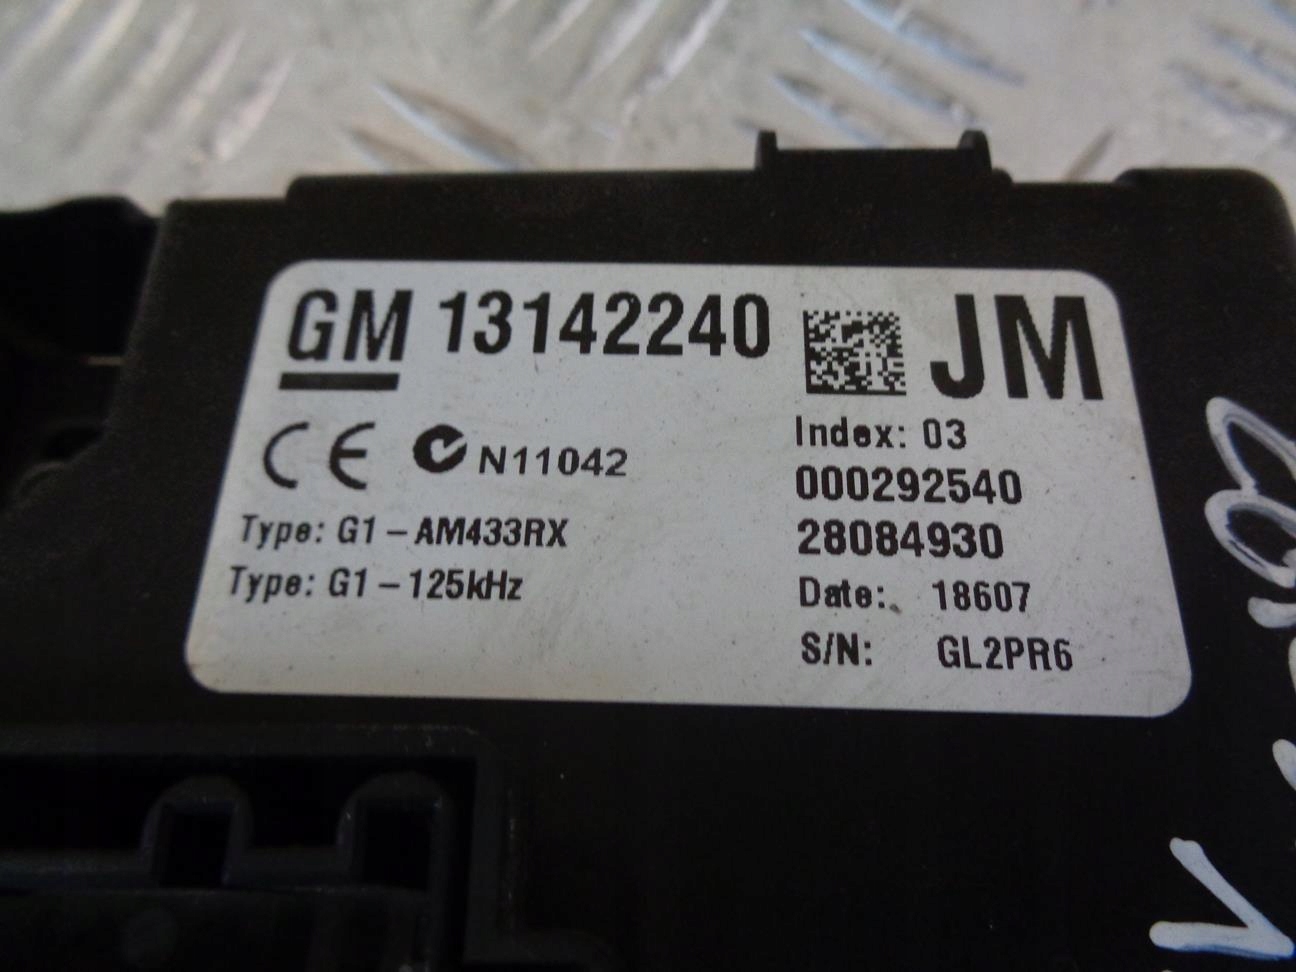 GM 13142240 JM
CE N11042
Type: G1-AM433RX
Type: G1-125kHz
Index: 03
000292540
28084930
Date: 18607
S/N: GL2PR6